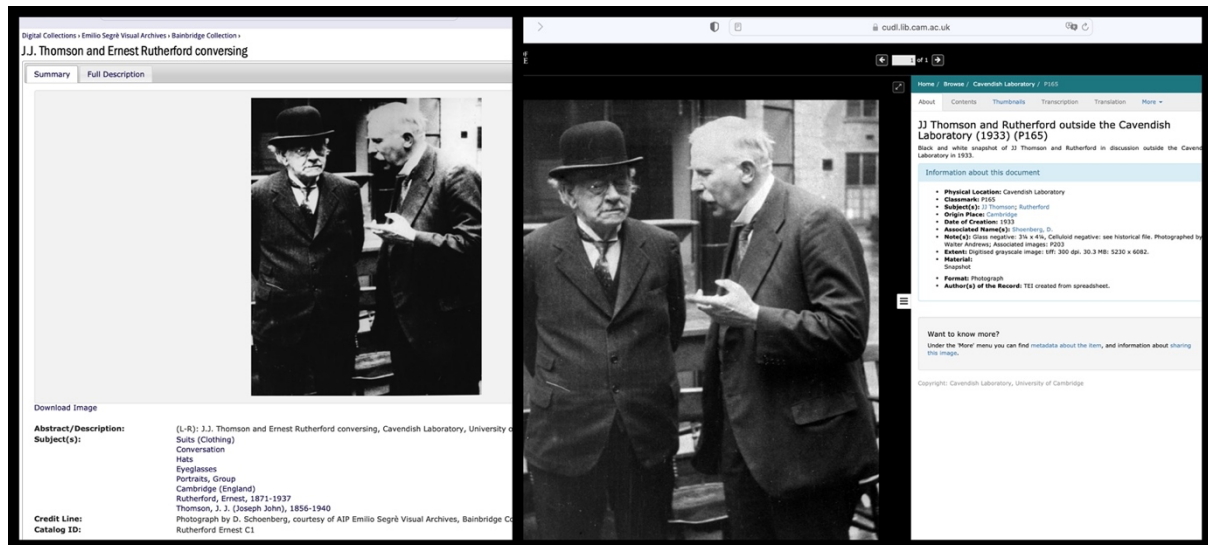 Digital Collections › Emilio Segrè Visual Archives › Bainbridge Collection ›
J.J. Thomson and Ernest Rutherford conversing
Summary
Full Description
Download Image
Abstract/Description: (L-R): J.J. Thomson and Ernest Rutherford conversing, Cavendish Laboratory, University o
Subject(s): Suits (Clothing)
Conversation
Hats
Eyeglasses
Portraits, Group
Cambridge (England)
Rutherford, Ernest, 1871-1937
Thomson, J. J. (Joseph John), 1856-1940
Credit Line: Photograph by D. Schoenberg, courtesy of AIP Emilio Segrè Visual Archives, Bainbridge Co
Catalog ID: Rutherford Ernest C1
cudl.lib.cam.ac.uk
1 of 1
Home / Browse / Cavendish Laboratory / P165
About Contents Thumbnails Transcription Translation More
JJ Thomson and Rutherford outside the Cavendish
Laboratory (1933) (P165)
Black and white snapshot of JJ Thomson and Rutherford in discussion outside the Cavend
Laboratory in 1933.
Information about this document
Physical Location: Cavendish Laboratory
Classmark: P165
Subject(s): JJ Thomson; Rutherford
Origin Place: Cambridge
Date of Creation: 1933
Associated Name(s): Shoenberg, D.
Note(s): Glass negative: 3¼ x 4¼, Celluloid negative: see historical file. Photographed by
Walter Andrews; Associated images: P203
Extent: Digitised grayscale image: tiff: 300 dpi. 30.3 MB: 5230 x 6082.
Material:
Snapshot
Format: Photograph
Author(s) of the Record: TEI created from spreadsheet.
Want to know more?
Under the 'More' menu you can find metadata about the item, and information about sharing
this image.
Copyright: Cavendish Laboratory, University of Cambridge